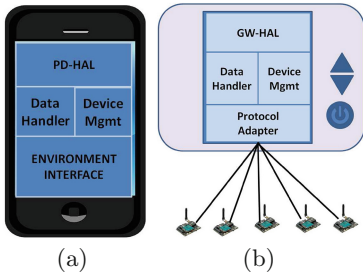 PD-HAL
Data Handler
Device Mgmt
ENVIRONMENT INTERFACE
(a)
GW-HAL
Data Handler
Device Mgmt
Protocol Adapter
(b)